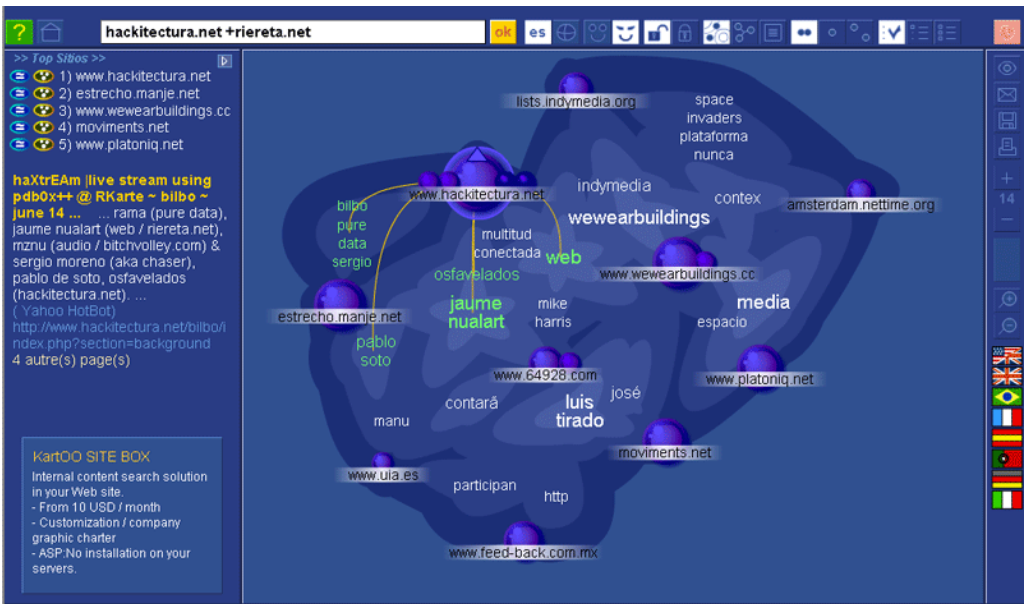 ?
hackitectura.net +riereta.net
ok
es
>> Top Sitios >>
1) www.hackitectura.net
2) estrecho.manje.net
3) www.wewearbuildings.cc
4) moviments.net
5) www.platoniq.net
haXtrEAm |live stream using
pdb0x++ @ RKarte ~ bilbo ~
june 14 ... ... rama (pure data),
jaume nualart (web / riereta.net),
mznu (audio / bitchvolley.com) &
sergio moreno (aka chaser),
pablo de soto, osfavelados
(hackitectura.net). ...
( Yahoo HotBot)
http://www.hackitectura.net/bilbo/i
ndex.php?section=background
4 autre(s) page(s)
KartOO SITE BOX
Internal content search solution
in your Web site.
- From 10 USD / month
- Customization / company
graphic charter
- ASP:No installation on your
servers.
lists.indymedia.org
space
invaders
plataforma
nunca
www.hackitectura.net
indymedia
contex
amsterdam.nettime.org
bilbo
pure
data
sergio
wewearbuildings
multitud
conectada
web
osfavelados
www.wewearbuildings.cc
jaume
nualart
mike
harris
media
espacio
estrecho.manje.net
pablo
soto
www.64928.com
www.platoniq.net
contará
luis
tirado
josé
manu
moviments.net
www.uia.es
participan
http
www.feed-back.com.mx
14